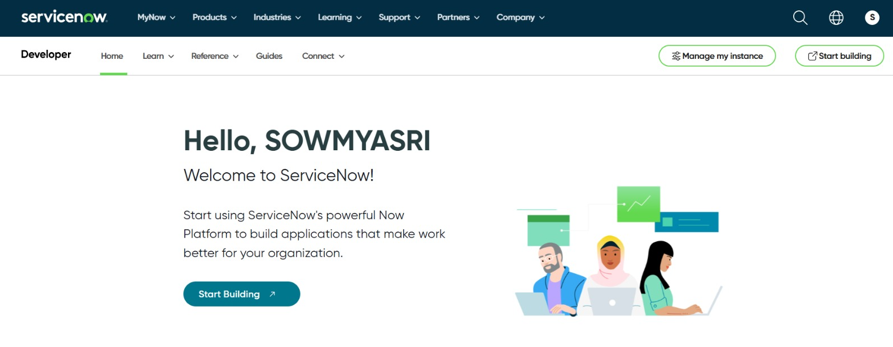 servicenow.
MyNow Products Industries Learning Support Partners Company
S
Developer
Home Learn Reference Guides Connect
Manage my instance
Start building
Hello, SOWMYASRI
Welcome to ServiceNow!
Start using ServiceNow's powerful Now
Platform to build applications that make work
better for your organization.
Start Building